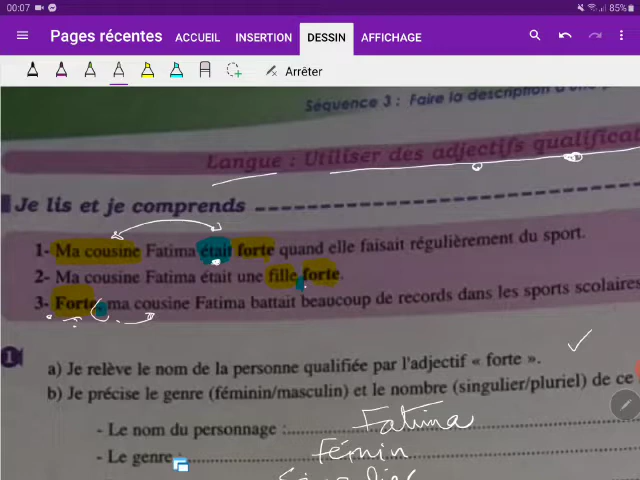 00:07 85%
Pages récentes ACCUEIL INSERTION DESSIN AFFICHAGE
Arrêter
Séquence 3 : Faire la description d'une
Langue : Utiliser des adjectifs qualificat
Je lis et je comprends
1- Ma cousine Fatima était forte quand elle faisait régulièrement du sport.
2- Ma cousine Fatima était une fille forte.
3- Forte, ma cousine Fatima battait beaucoup de records dans les sports scolaires
1
a) Je relève le nom de la personne qualifiée par l'adjectif « forte ».
b) Je précise le genre (féminin/masculin) et le nombre (singulier/pluriel) de ce
- Le nom du personnage : Fatima
- Le genre : fémin